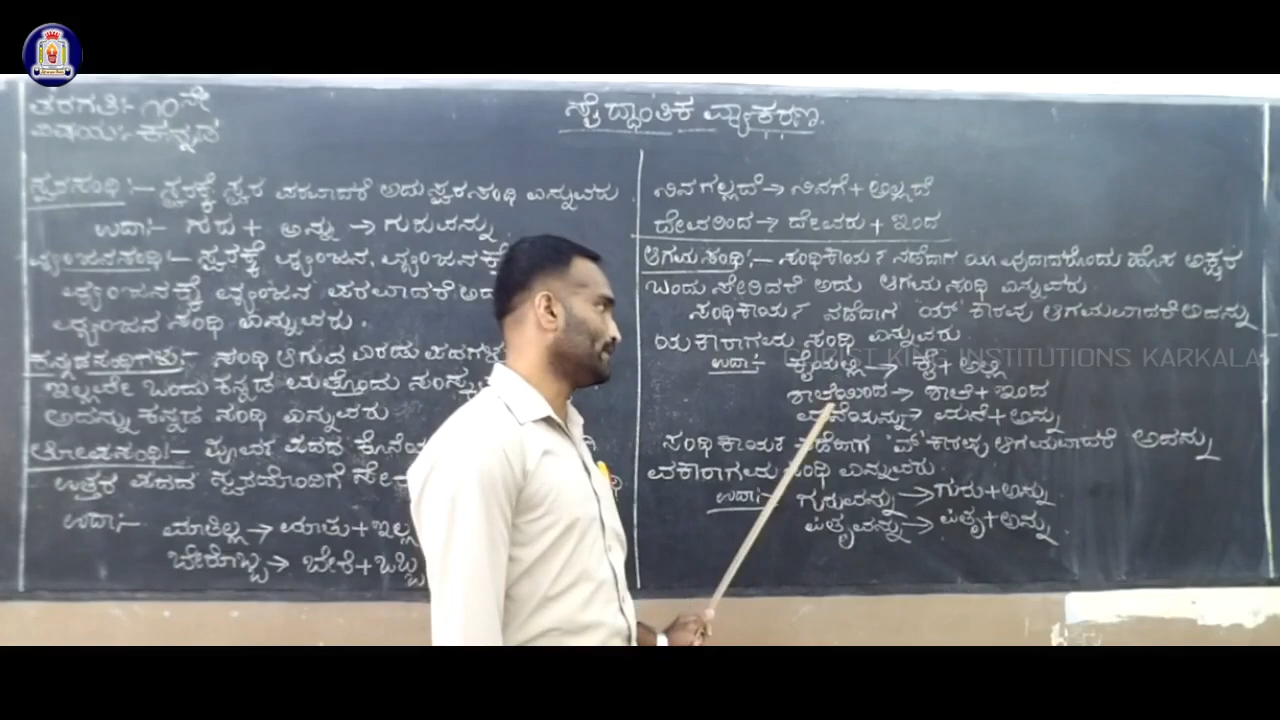 ತರಗತಿ:- ೧೦ನೇ
ವಿಷಯ:- ಕನ್ನಡ
ಸೈದ್ಧಾಂತಿಕ ವ್ಯಾಕರಣ.
ಸ್ವರಸಂಧಿ :- ಸ್ವರಕ್ಕೆ ಸ್ವರ ಪರವಾದರೆ ಅದು ಸ್ವರಸಂಧಿ ಎನ್ನುವರು.
ಉದಾ:- ಗುರು + ಅನ್ನು → ಗುರುವನ್ನು.
ವ್ಯಂಜನಸಂಧಿ:- ಸ್ವರಕ್ಕೆ ವ್ಯಂಜನ, ವ್ಯಂಜನಕ್ಕೆ
ವ್ಯಂಜನಕ್ಕೆ ವ್ಯಂಜನ ಪರವಾದರೆ
ವ್ಯಂಜನ ಸಂಧಿ ಎನ್ನುವರು.
ಕನ್ನಡಸಂಧಿಗಳು:- ಸಂಧಿ ಆಗುವ ಎರಡು ಪದಗಳು
ಇಲ್ಲವೇ ಒಂದು ಕನ್ನಡ ಮತ್ತೊಂದು
ಅದನ್ನು ಕನ್ನಡ ಸಂಧಿ ಎನ್ನುವರು
ಲೋಪಸಂಧಿ:- ಪೂರ್ವ ಪದದ
ಉತ್ತರ ಪದದ ಸ್ವರದೊಂದಿಗೆ
ಉದಾ:- ಮಾತಿಲ್ಲ → ಮಾತು + ಇಲ್ಲ
ಬೇರೊಬ್ಬ → ಬೇರೆ + ಒಬ್ಬ
ನಿನಗಲ್ಲದೆ → ನಿನಗೆ + ಅಲ್ಲದೆ
ದೇವರಿಂದ → ದೇವರು + ಇಂದ
ಆಗಮಸಂಧಿ:- ಸಂಧಿಕಾರ್ಯ ನಡೆದಾಗ ಯಾವುದಾದರೊಂದು ಹೊಸ ಅಕ್ಷರ
ಬಂದು ಸೇರಿದರೆ ಅದು ಆಗಮಸಂಧಿ ಎನ್ನುವರು.
ಸಂಧಿಕಾರ್ಯ ನಡೆದಾಗ 'ಯ್' ಕಾರವು ಆಗಮವಾದರೆ ಅದನ್ನು
ಯಕಾರಾಗಮ ಸಂಧಿ ಎನ್ನುವರು.
ಉದಾ:- ಕೈಯಲ್ಲಿ → ಕೈ + ಅಲ್ಲಿ
ಶಾಲೆಯಿಂದ → ಶಾಲೆ + ಇಂದ
ಮನೆಯನ್ನು → ಮನೆ + ಅನ್ನು
ಸಂಧಿಕಾರ್ಯ ನಡೆದಾಗ 'ವ್' ಕಾರವು ಆಗಮವಾದರೆ ಅದನ್ನು
ವಕಾರಾಗಮ ಸಂಧಿ ಎನ್ನುವರು.
ಉದಾ:- ಗುರುವನ್ನು → ಗುರು + ಅನ್ನು
ಪಿತೃವನ್ನು → ಪಿತೃ + ಅನ್ನು
CHRIST KING INSTITUTIONS KARKALA